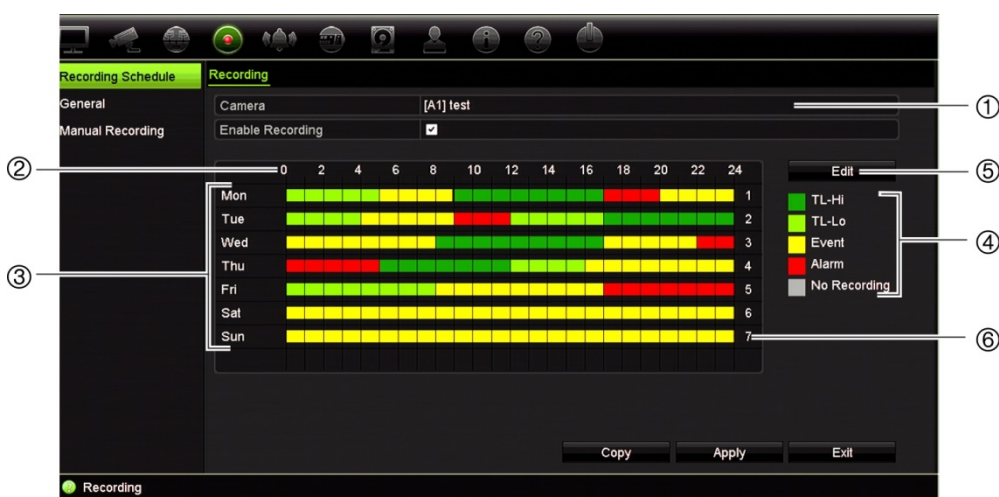 Recording Schedule
Recording
General
Manual Recording
Camera [A1] test
Enable Recording
①
②
0 2 4 6 8 10 12 14 16 18 20 22 24
Edit
⑤
Mon 1
Tue 2
Wed 3
Thu 4
Fri 5
Sat 6
Sun 7
③
TL-Hi
TL-Lo
Event
Alarm
No Recording
④
⑥
Copy Apply Exit
Recording